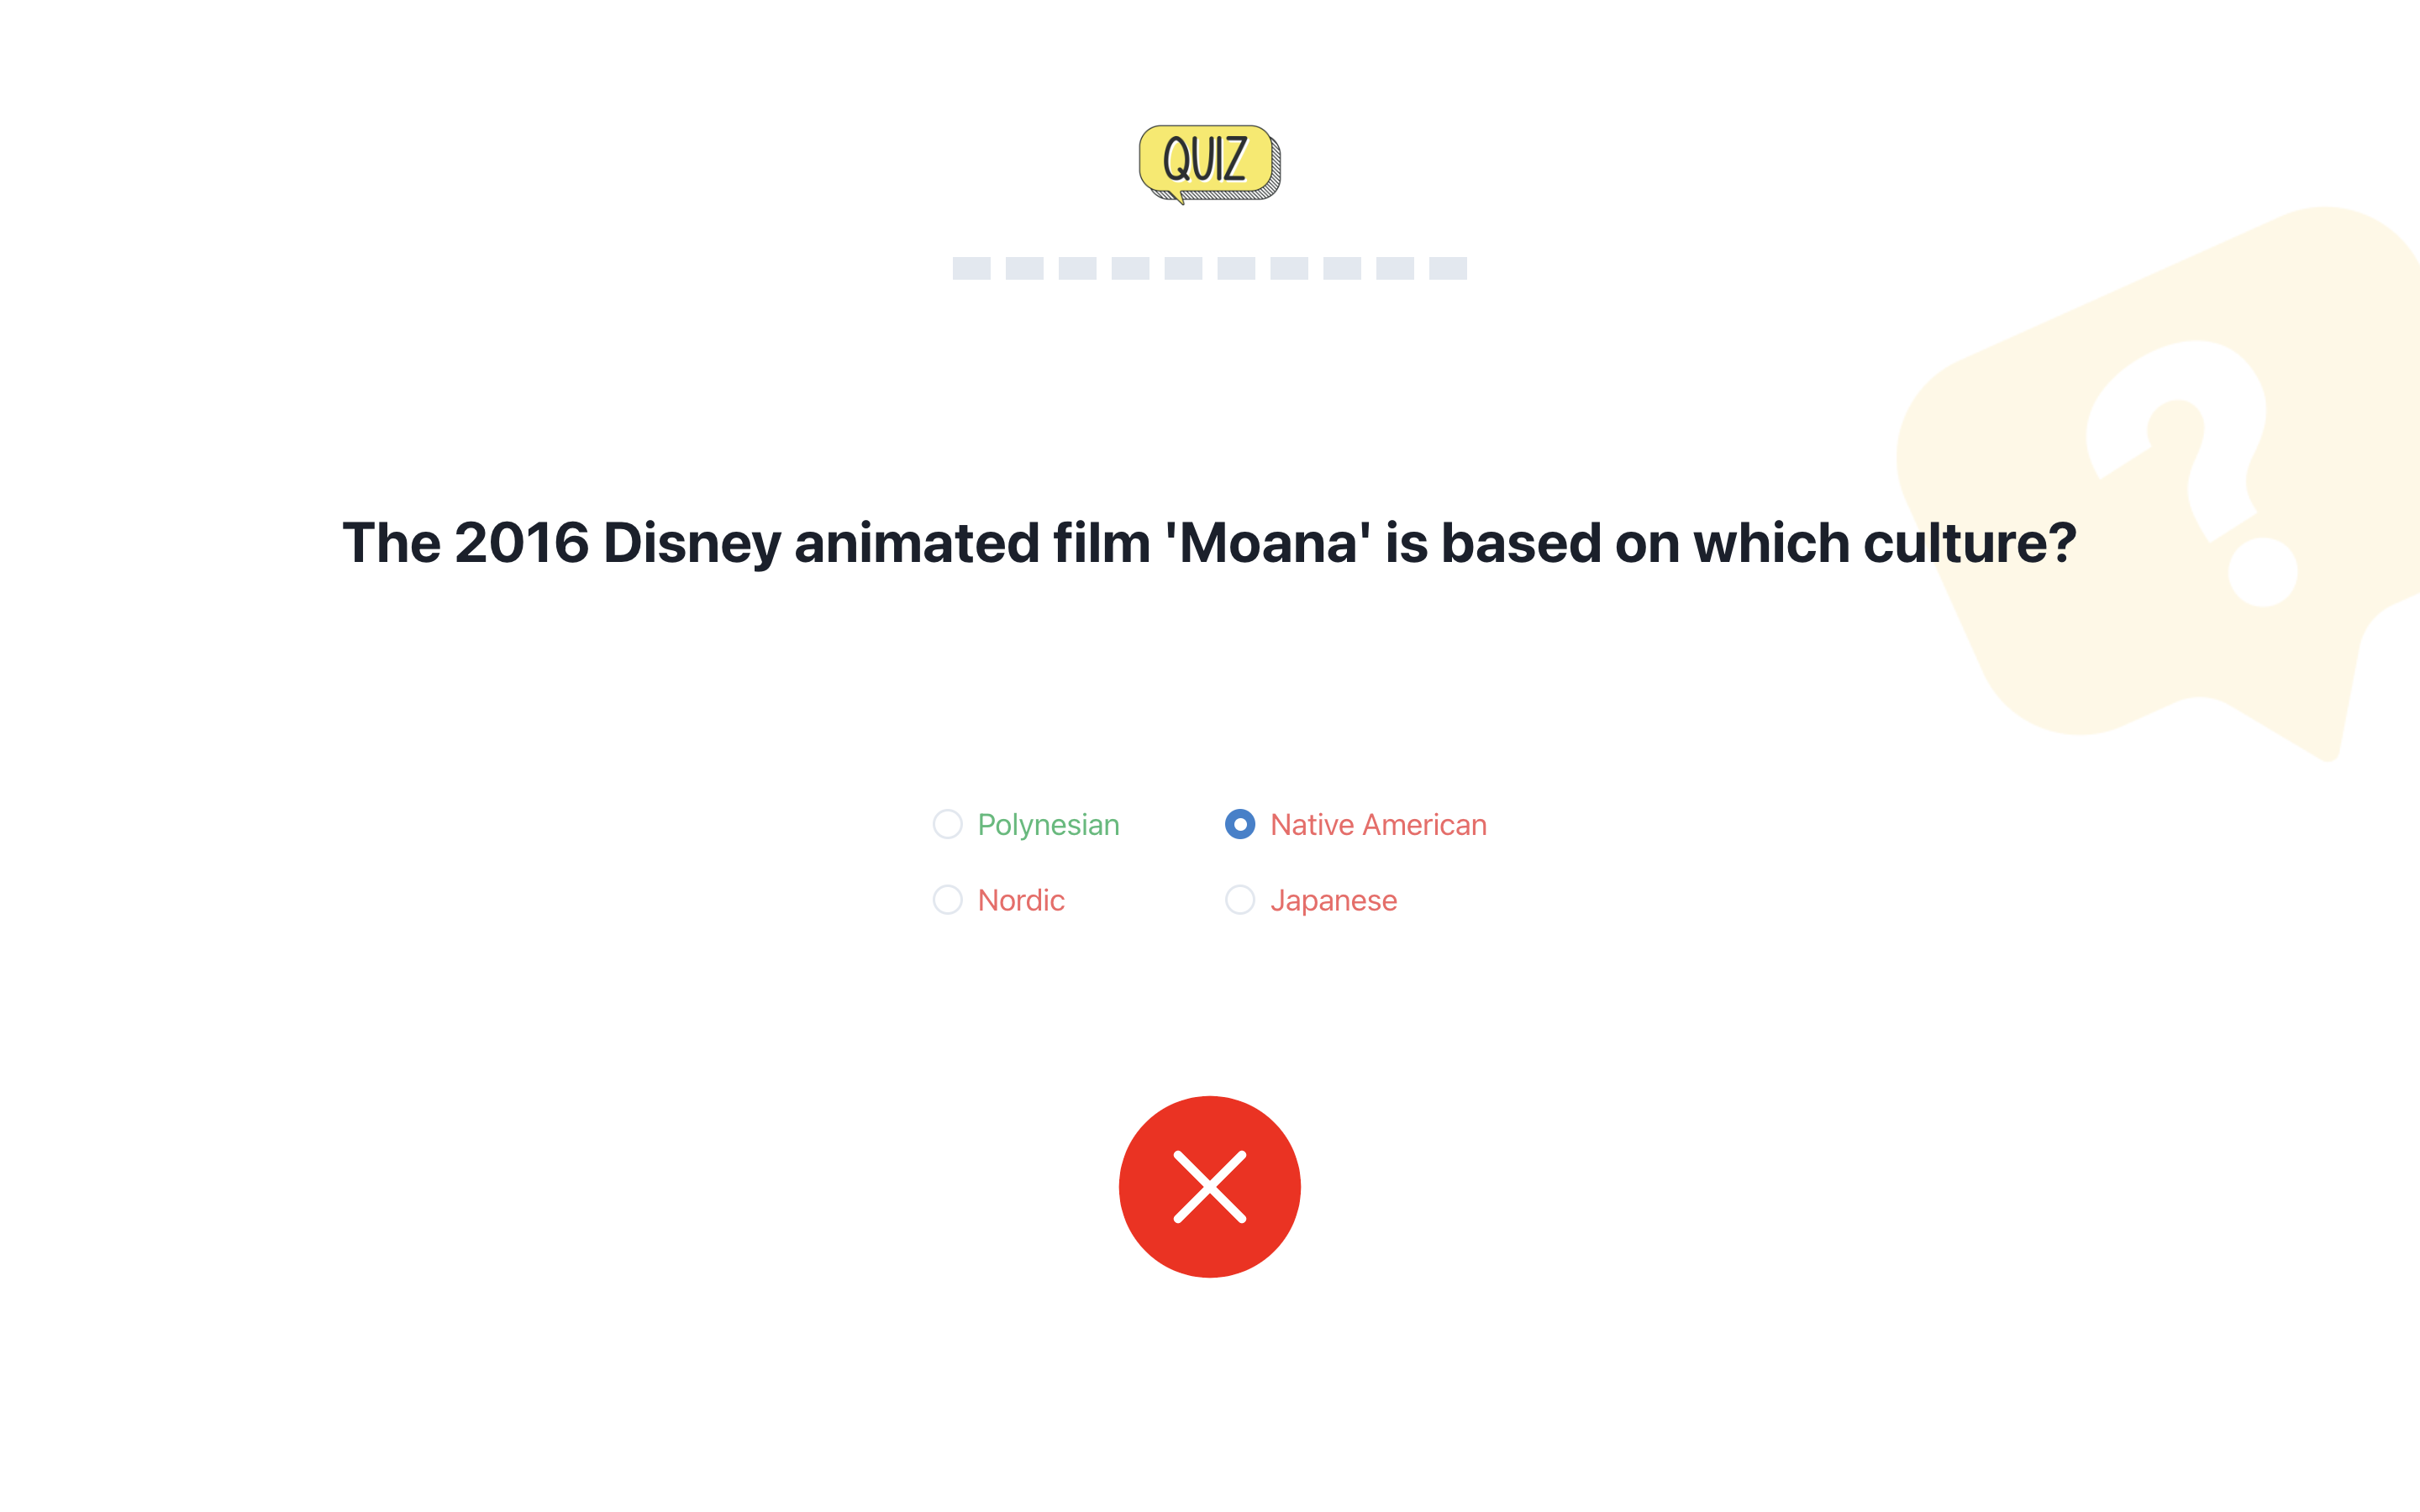 QUIZ
The 2016 Disney animated film 'Moana' is based on which culture?
Polynesian
Native American
Nordic
Japanese